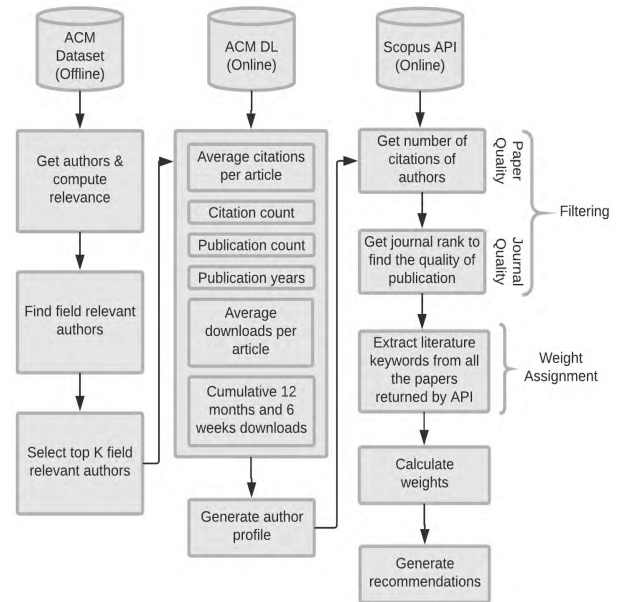 ACM
Dataset
(Offline)
Get authors &
compute
relevance
Find field relevant
authors
Select top K field
relevant authors
ACM DL
(Online)
Average citations
per article
Citation count
Publication count
Publication years
Average
downloads per
article
Cumulative 12
months and 6
weeks downloads
Generate author
profile
Scopus API
(Online)
Get number of
citations of
authors
Paper
Quality
Get journal rank to
find the quality of
publication
Journal
Quality
Filtering
Extract literature
keywords from all
the papers
returned by API
Weight
Assignment
Calculate
weights
Generate
recommendations